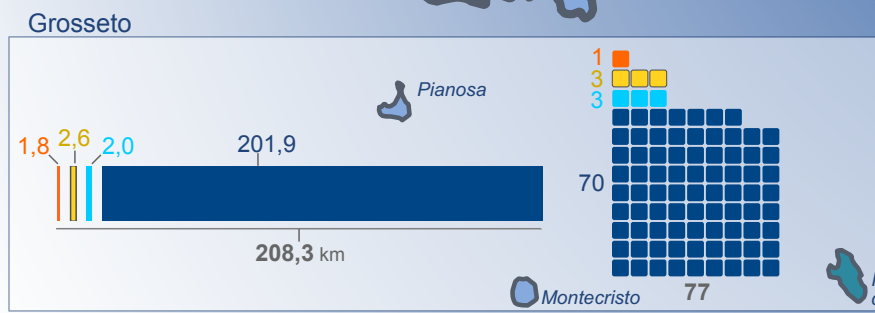 Grosseto
1
3
3
Pianosa
1,8
2,6
2,0
201,9
70
208,3 km
Montecristo
77